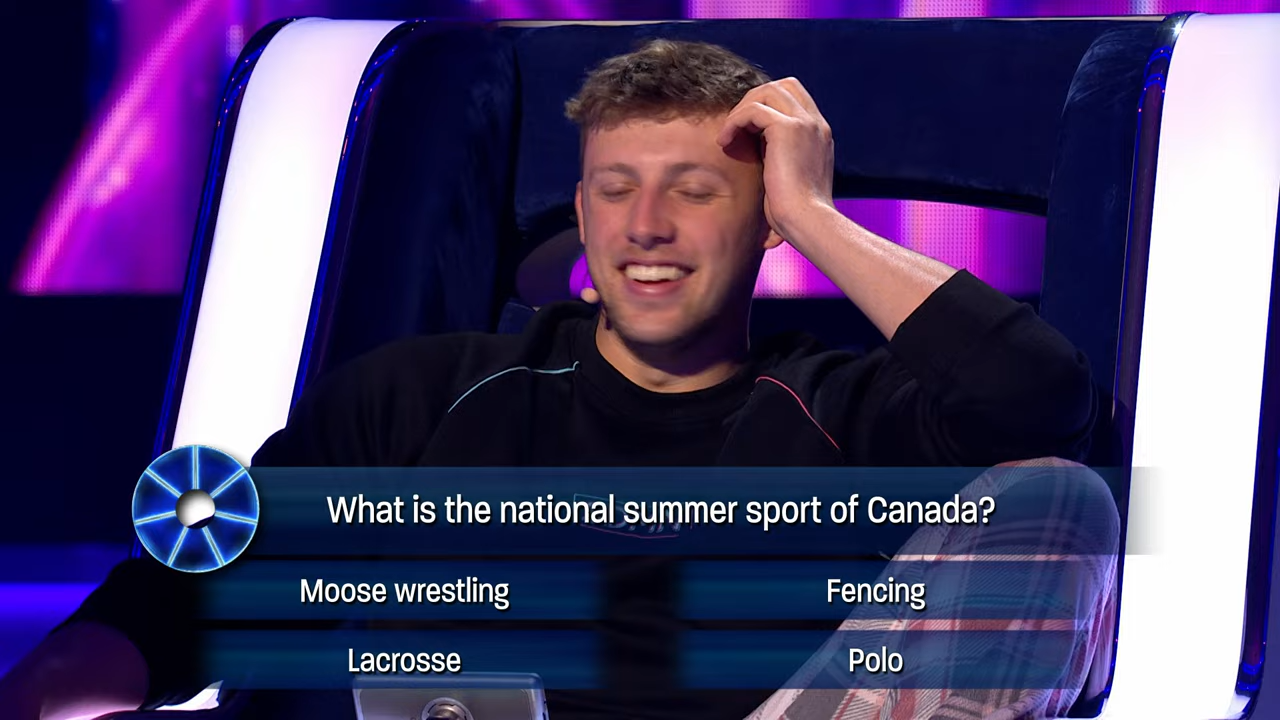 What is the national summer sport of Canada?
Moose wrestling
Fencing
Lacrosse
Polo